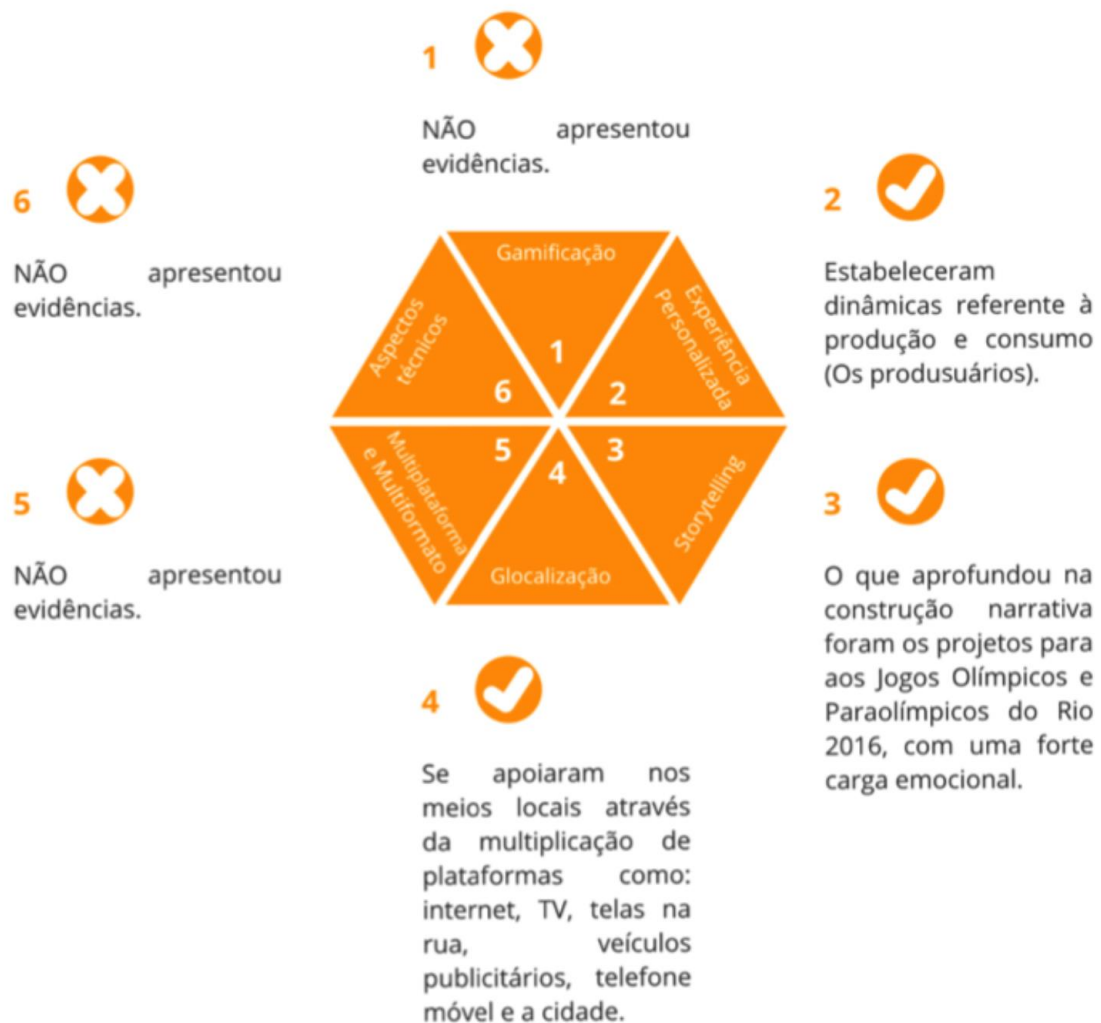 1
NÃO apresentou
evidências.
6
NÃO apresentou
evidências.
2
Estabeleceram
dinâmicas referente à
produção e consumo
(Os produsuários).
Gamificação
1
Experiência
Personalizada
2
Aspectos
técnicos
6
Multiplataforma
e Multiformato
5
Glocalização
4
Storytelling
3
5
NÃO apresentou
evidências.
3
O que aprofundou na
construção narrativa
foram os projetos para
aos Jogos Olímpicos e
Paraolímpicos do Rio
2016, com uma forte
carga emocional.
4
Se apoiaram nos
meios locais através
da multiplicação de
plataformas como:
internet, TV, telas na
rua, veículos
publicitários, telefone
móvel e a cidade.